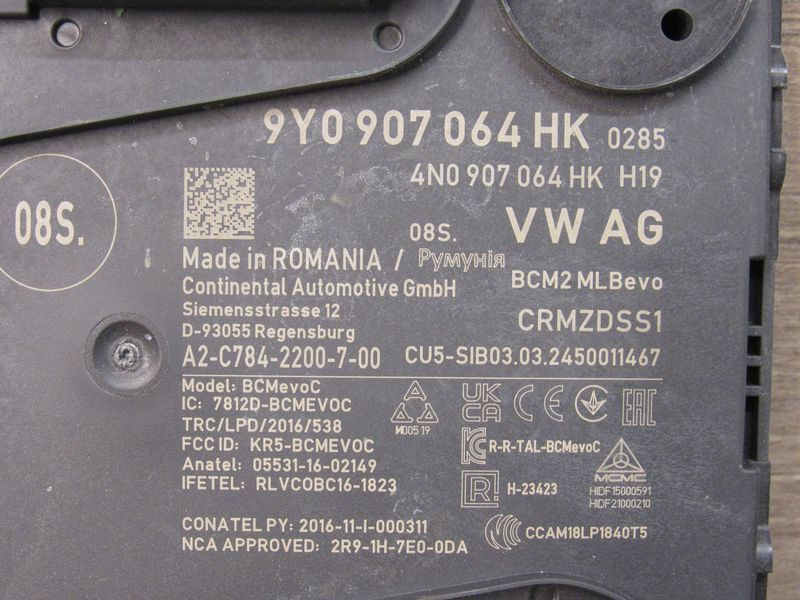 9Y0 907 064 HK 0285
4N0 907 064 HK H19
08S.
08S. VW AG
Made in ROMANIA / Румунія
Continental Automotive GmbH
BCM2 MLBevo
Siemensstrasse 12
D-93055 Regensburg
CRMZDSS1
A2-C784-2200-7-00
CU5-SIB03.03.2450011467
Model: BCMevoC
IC: 7812D-BCMEVOC
TRC/LPD/2016/538
FCC ID: KR5-BCMEVOC
Anatel: 05531-16-02149
IFETEL: RLVCOBC16-1823
И005 19
UK CA CE EAC
R-R-TAL-BCMevoC
MCMC
HIDF15000591
HIDF21000210
R! H-23423
CONATEL PY: 2016-11-I-000311
NCA APPROVED: 2R9-1H-7E0-0DA
CCAM18LP1840T5